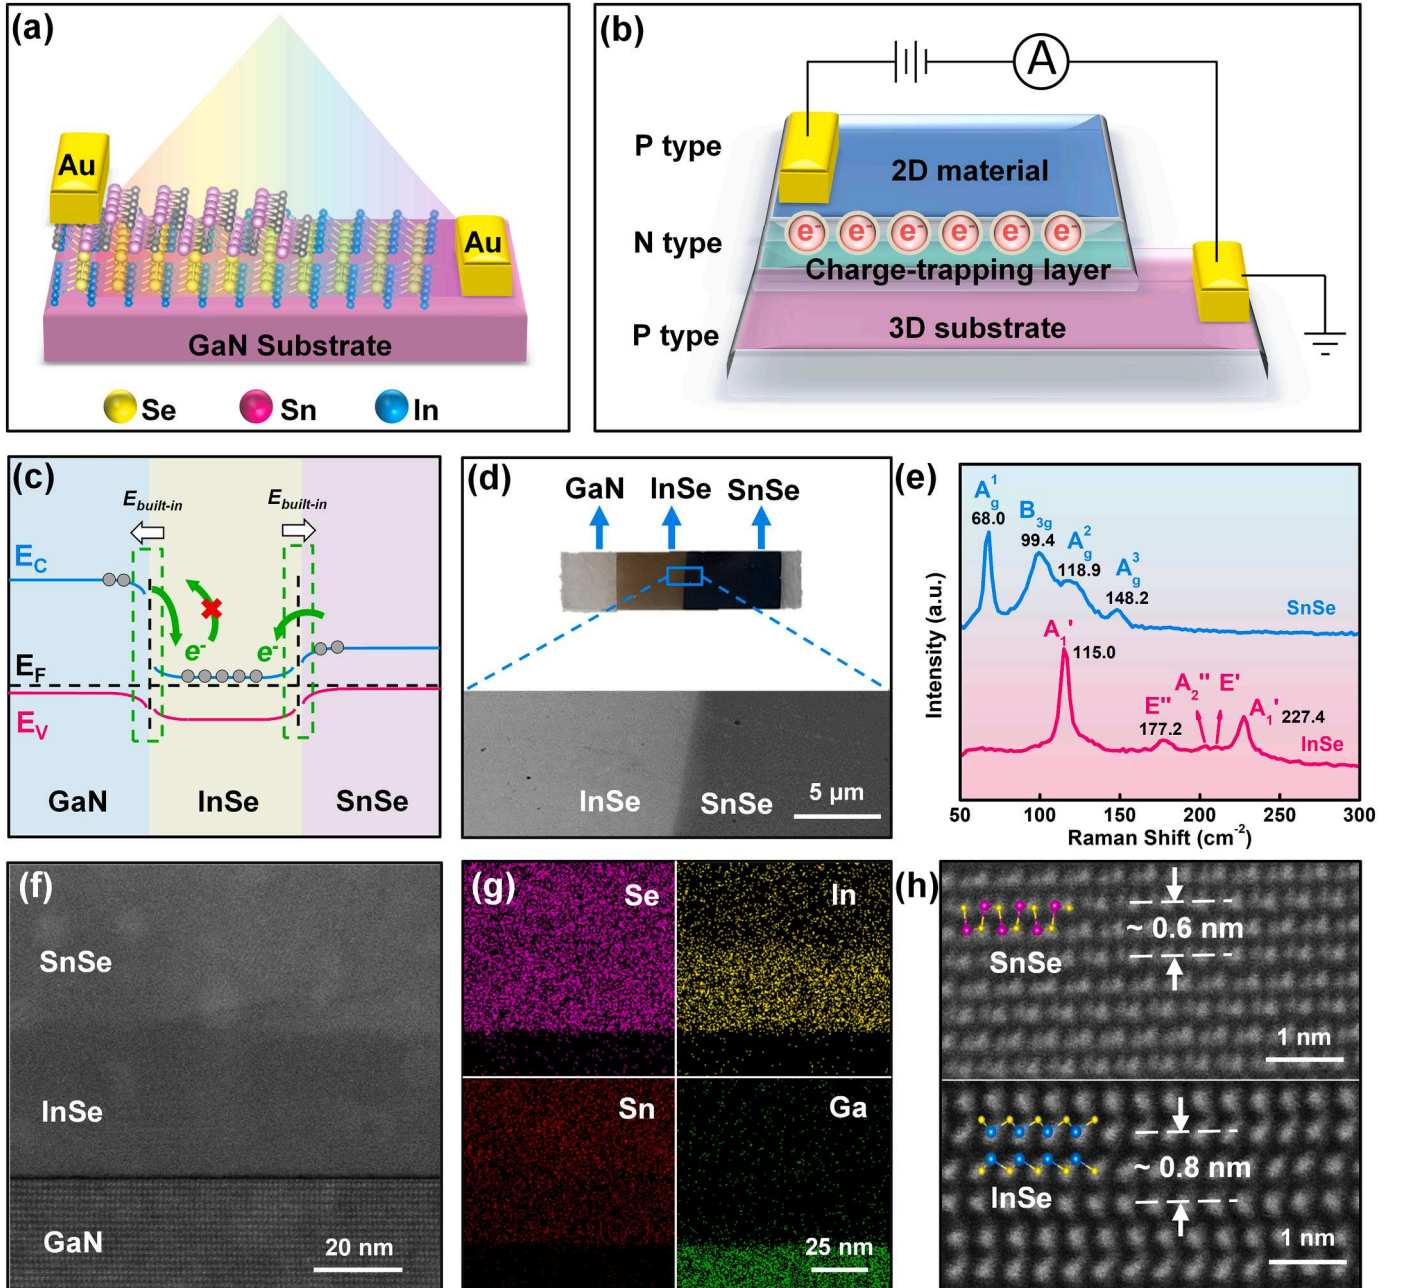 (a)
Au
Au
GaN Substrate
Se Sn In
(b)
A
P type
2D material
N type
e- e- e- e- e- e-
Charge-trapping layer
P type
3D substrate
(c)
E built-in E built-in
E_C
e- e-
E_F
E_V
GaN InSe SnSe
(d)
GaN InSe SnSe
InSe SnSe
5 μm
(e)
A_g^1
68.0
B_3g
99.4
A_g^2
118.9
A_g^3
148.2
SnSe
A_1'
115.0
E''
177.2
A_2'' E'
A_1' 227.4
InSe
Intensity (a.u.)
50 100 150 200 250 300
Raman Shift (cm⁻²)
(f)
SnSe
InSe
GaN
20 nm
(g)
Se In
Sn Ga
25 nm
(h)
~ 0.6 nm
SnSe
1 nm
~ 0.8 nm
InSe
1 nm